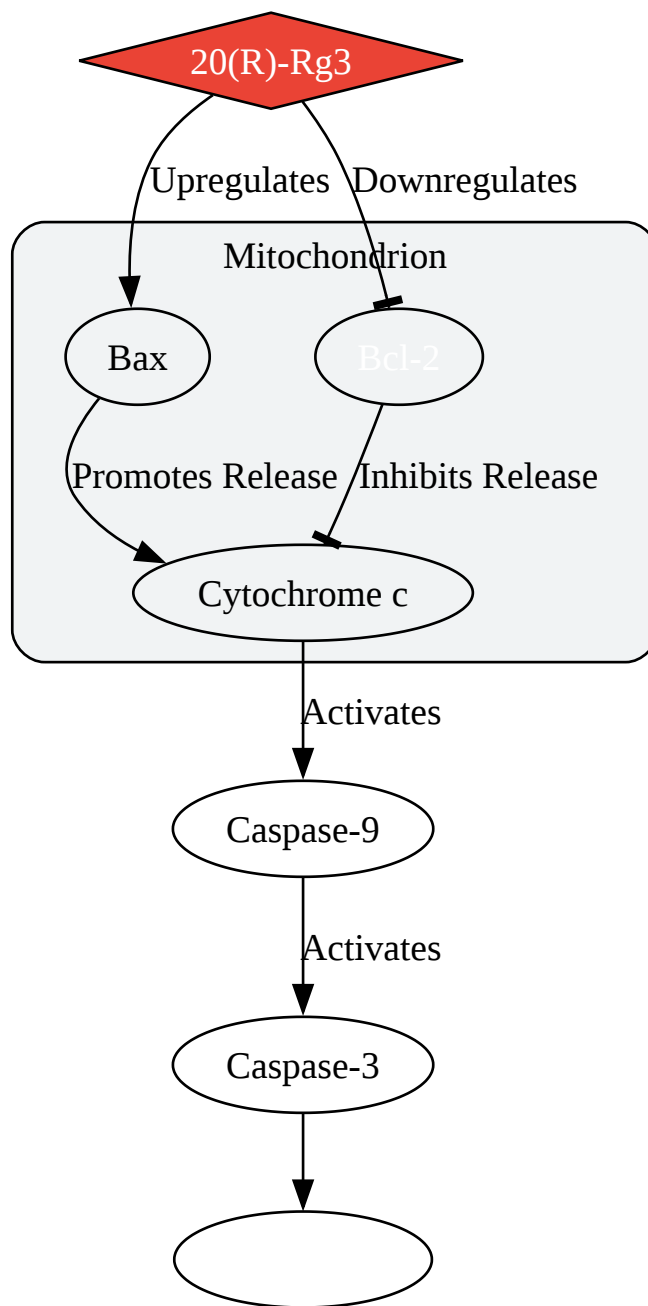 20(R)-Rg3
Upregulates
Downregulates
Mitochondrion
Bax
Bcl-2
Promotes Release
Inhibits Release
Cytochrome c
Activates
Caspase-9
Activates
Caspase-3